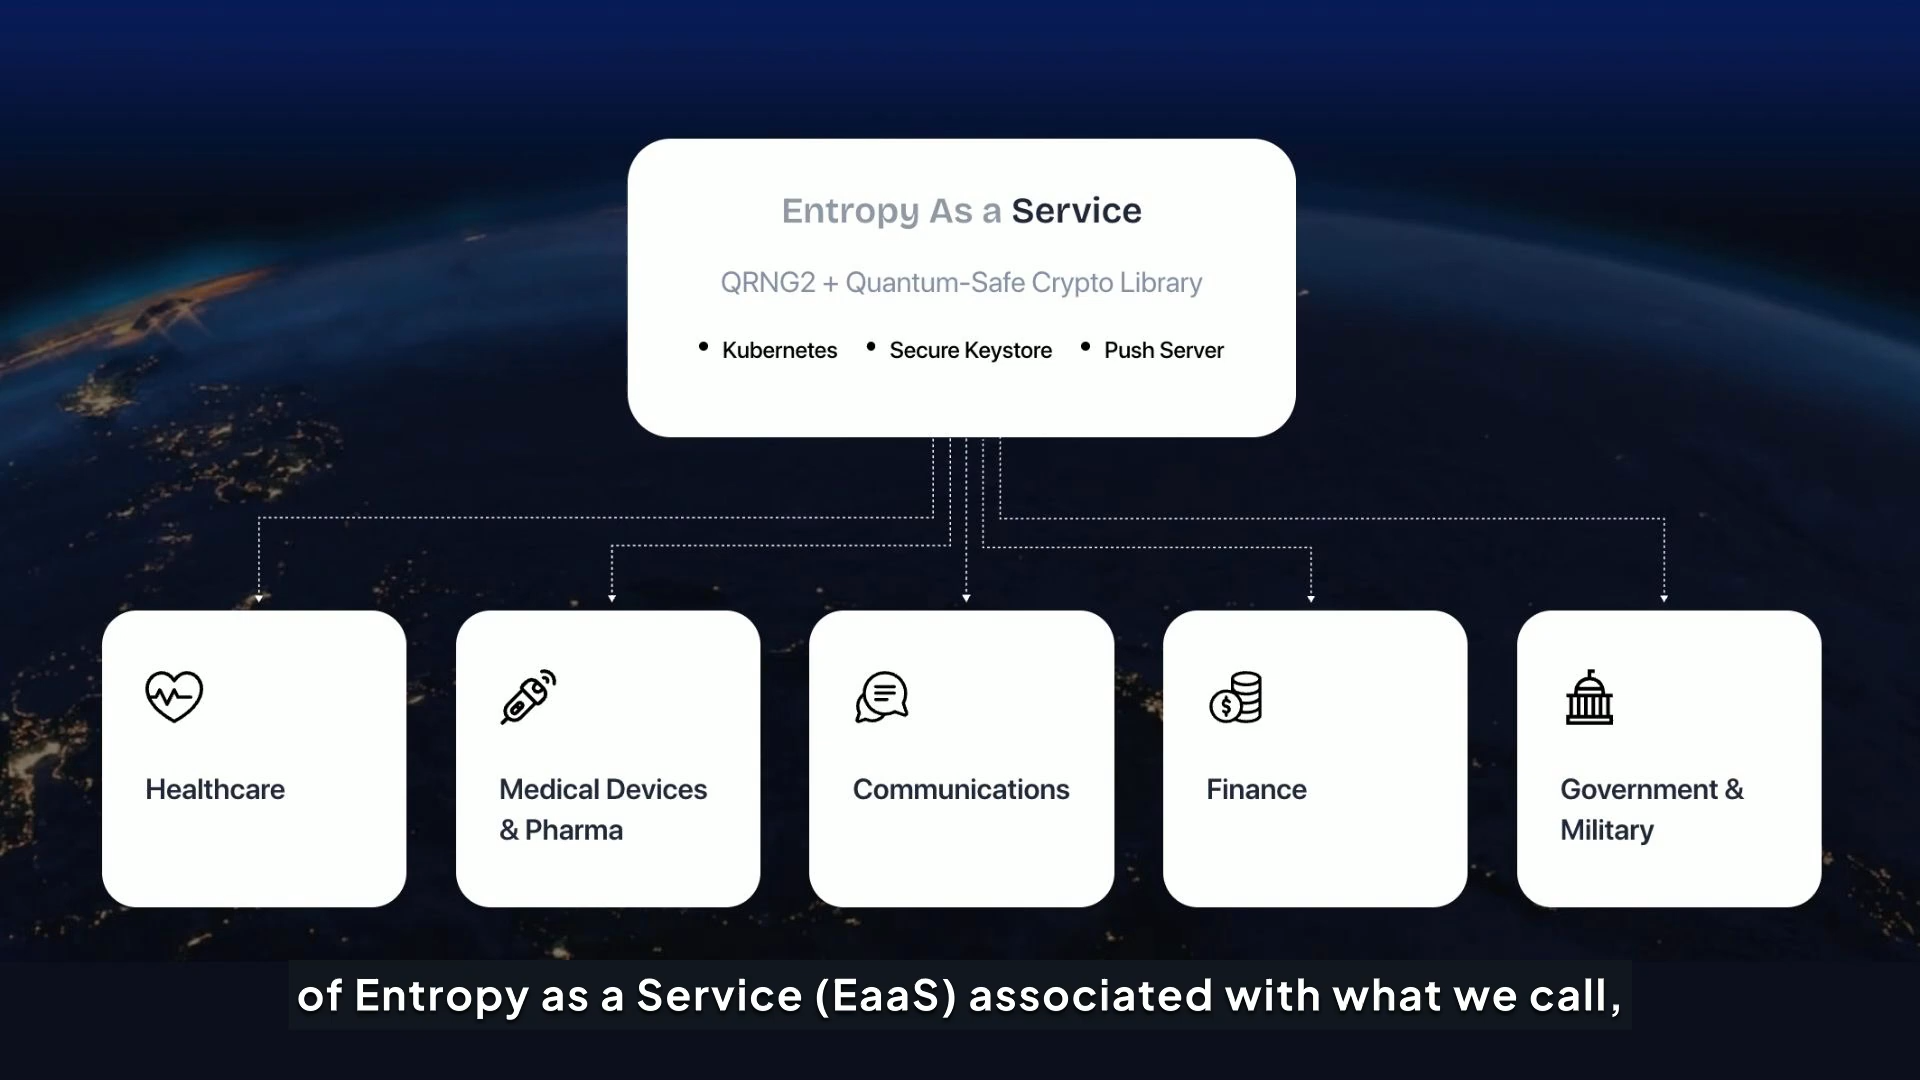 Entropy As a Service
QRNG2 + Quantum-Safe Crypto Library
• Kubernetes • Secure Keystore • Push Server
Healthcare
Medical Devices
& Pharma
Communications
Finance
Government &
Military
of Entropy as a Service (EaaS) associated with what we call,